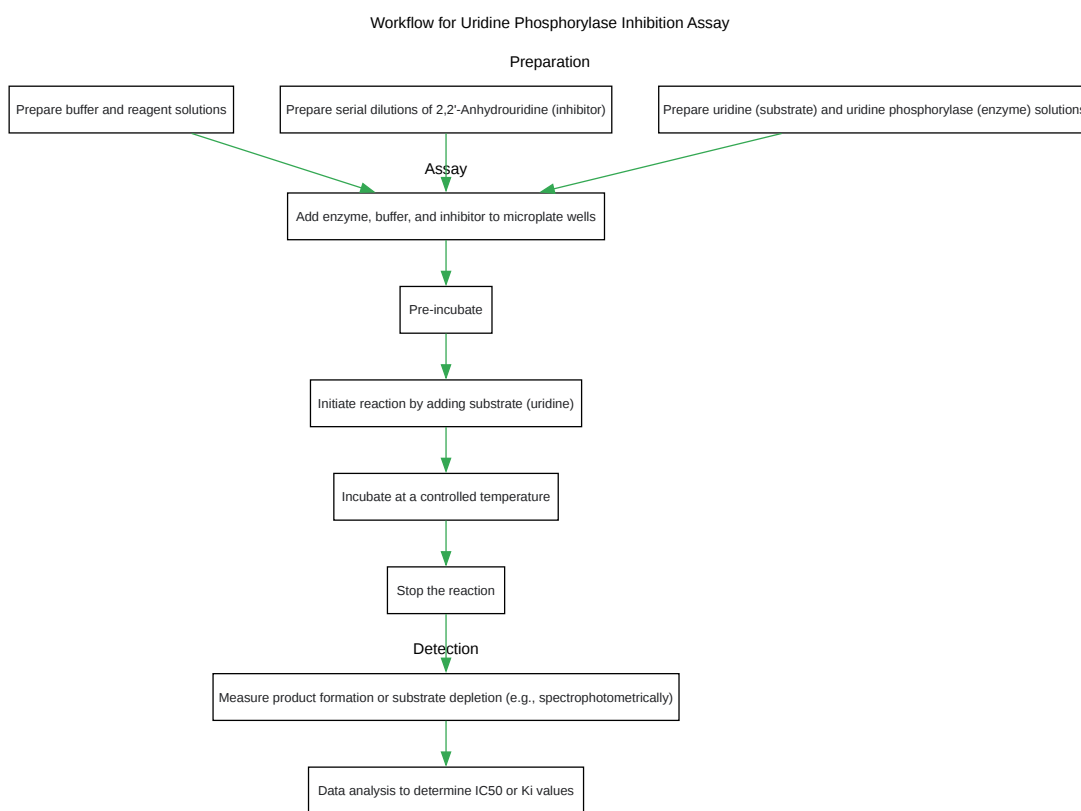 Workflow for Uridine Phosphorylase Inhibition Assay
Preparation
Prepare buffer and reagent solutions
Prepare serial dilutions of 2,2'-Anhydrouridine (inhibitor)
Prepare uridine (substrate) and uridine phosphorylase (enzyme) solutions
Assay
Add enzyme, buffer, and inhibitor to microplate wells
Pre-incubate
Initiate reaction by adding substrate (uridine)
Incubate at a controlled temperature
Stop the reaction
Detection
Measure product formation or substrate depletion (e.g., spectrophotometrically)
Data analysis to determine IC50 or Ki values